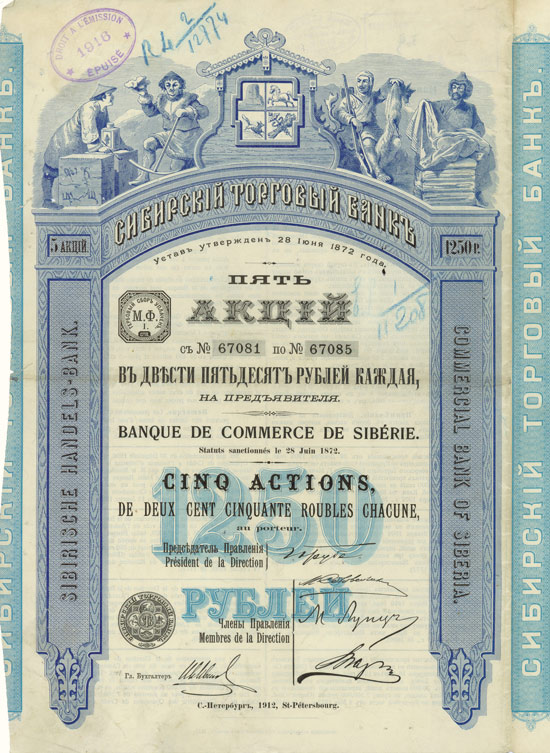 DROIT A L'ÉMISSION
1916
ÉPUISÉ
СИБИРСКІЙ ТОРГОВЫЙ БАНКЪ
5 АКЦІЙ
1250 Р.
Уставъ утвержденъ 28 Іюня 1872 года.
ПЯТЬ
АКЦІЙ
М.Ф.
I.
съ № 67081 по № 67085
ВЪ ДВѢСТИ ПЯТЬДЕСЯТЪ РУБЛЕЙ КАЖДАЯ,
НА ПРЕДЪЯВИТЕЛЯ.
BANQUE DE COMMERCE DE SIBÉRIE.
Statuts sanctionnés le 28 Juin 1872.
1250
CINQ ACTIONS,
DE DEUX CENT CINQUANTE ROUBLES CHACUNE,
au porteur.
Предсѣдатель Правленія
Président de la Direction
РУБЛЕЙ
Члены Правленія
Membres de la Direction
Гл. Бухгалтеръ
С.-Петербургъ, 1912, St-Pétersbourg.
SIBIRISCHE HANDELS-BANK.
COMMERCIAL BANK OF SIBERIA.
СИБИРСКІЙ ТОРГОВЫЙ БАНКЪ.